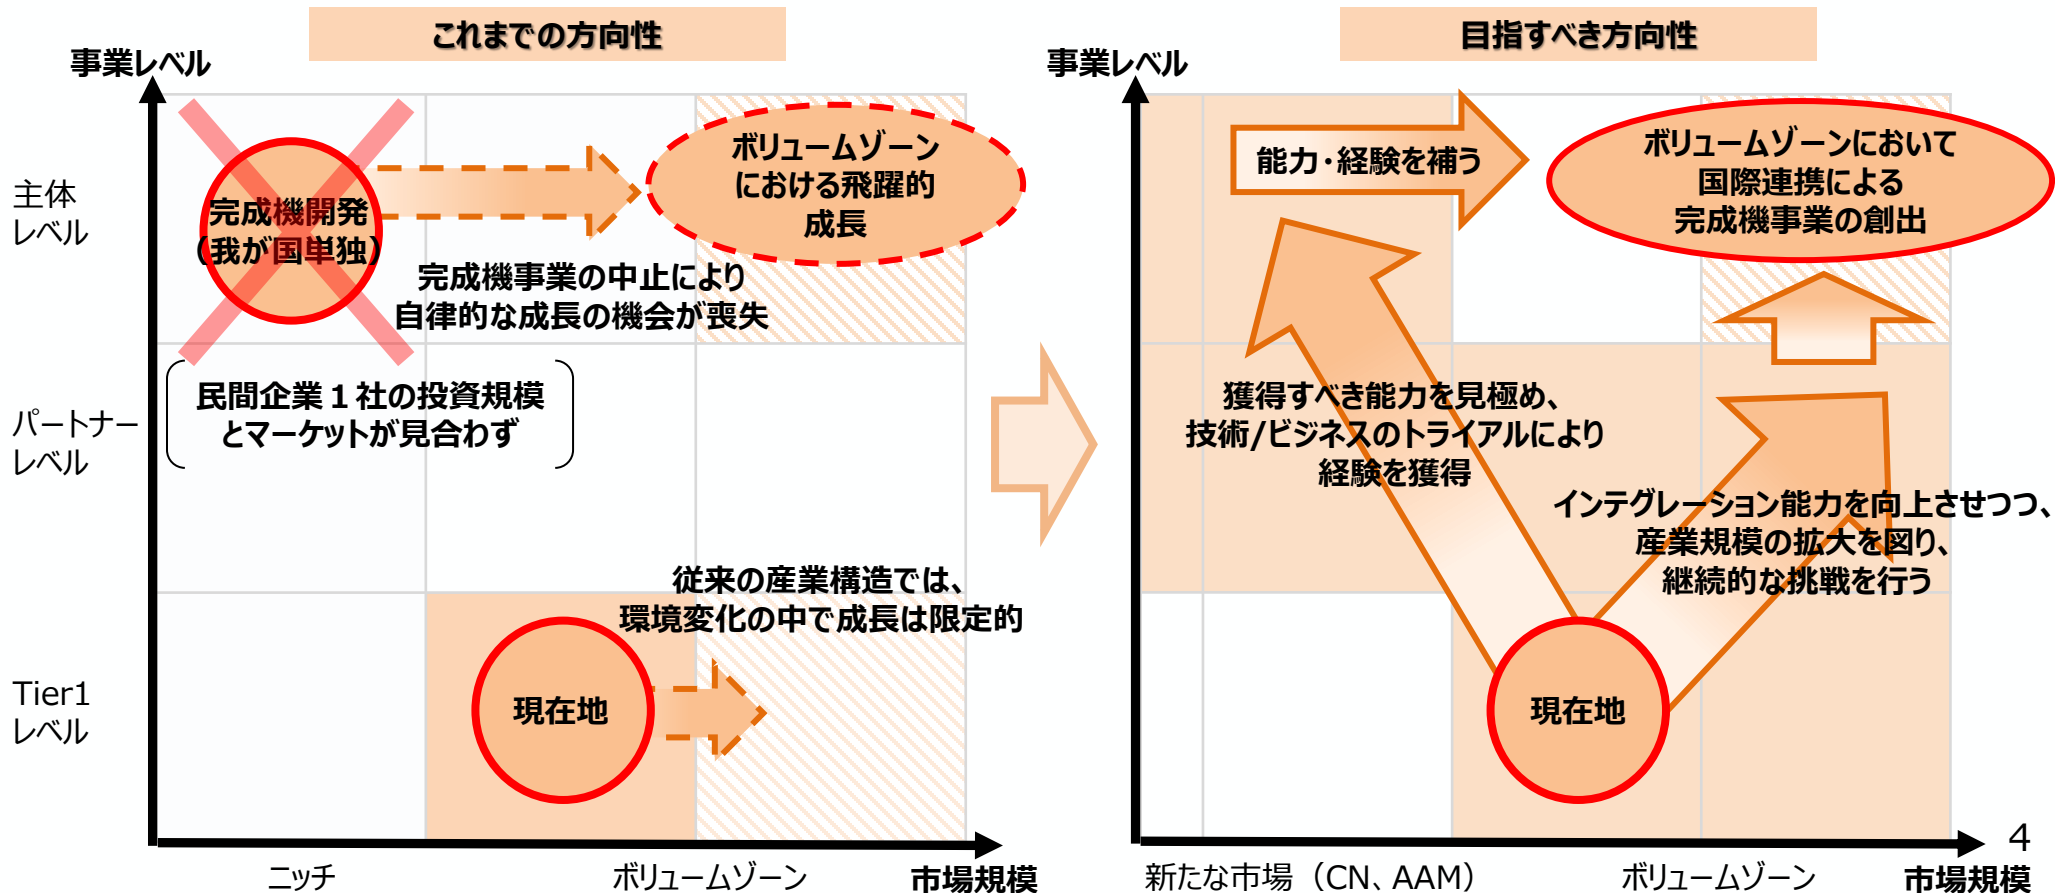 これまでの方向性
事業レベル
主体
レベル
パートナー
レベル
Tier1
レベル
完成機開発
（我が国単独）
ボリュームゾーン
における飛躍的
成長
完成機事業の中止により
自律的な成長の機会が喪失
民間企業１社の投資規模
とマーケットが見合わず
従来の産業構造では、
環境変化の中で成長は限定的
現在地
ニッチ
ボリュームゾーン
市場規模
目指すべき方向性
事業レベル
能力・経験を補う
ボリュームゾーンにおいて
国際連携による
完成機事業の創出
獲得すべき能力を見極め、
技術/ビジネスのトライアルにより
経験を獲得
インテグレーション能力を向上させつつ、
産業規模の拡大を図り、
継続的な挑戦を行う
現在地
新たな市場（CN、AAM）
ボリュームゾーン
市場規模
4